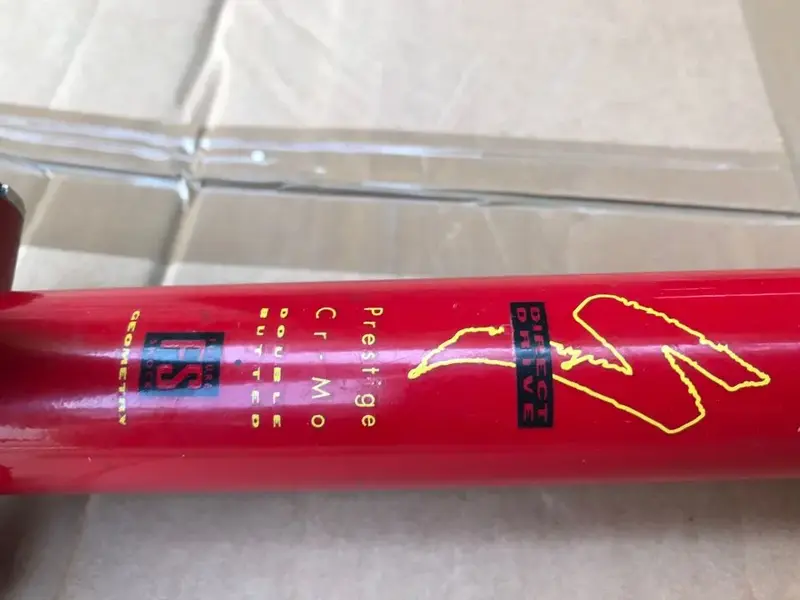 DIRECT
DRIVE
Prestige
Cr-Mo
DOUBLE
BUTTED
FS
GEOMETRY